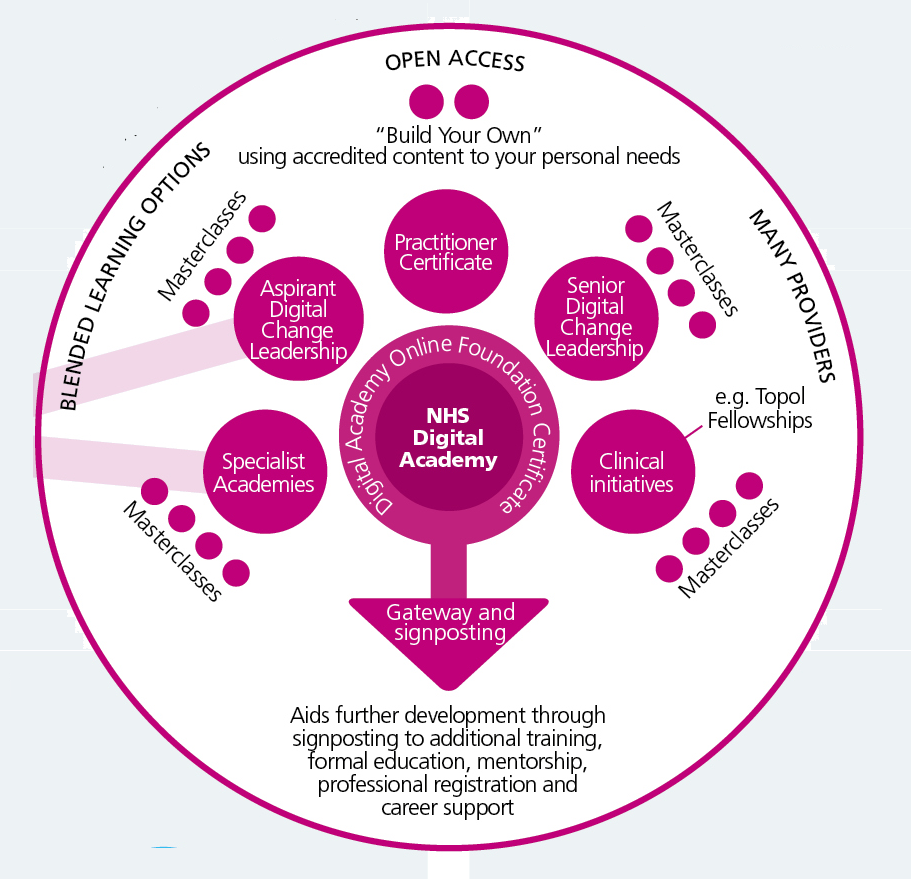 OPEN ACCESS
“Build Your Own”
using accredited content to your personal needs
BLENDED LEARNING OPTIONS
MANY PROVIDERS
Masterclasses
Masterclasses
Practitioner
Certificate
Aspirant
Digital
Change
Leadership
Senior
Digital
Change
Leadership
Digital Academy Online Foundation Certificate
NHS
Digital
Academy
e.g. Topol
Fellowships
Specialist
Academies
Clinical
initiatives
Masterclasses
Masterclasses
Gateway and
signposting
Aids further development through
signposting to additional training,
formal education, mentorship,
professional registration and
career support